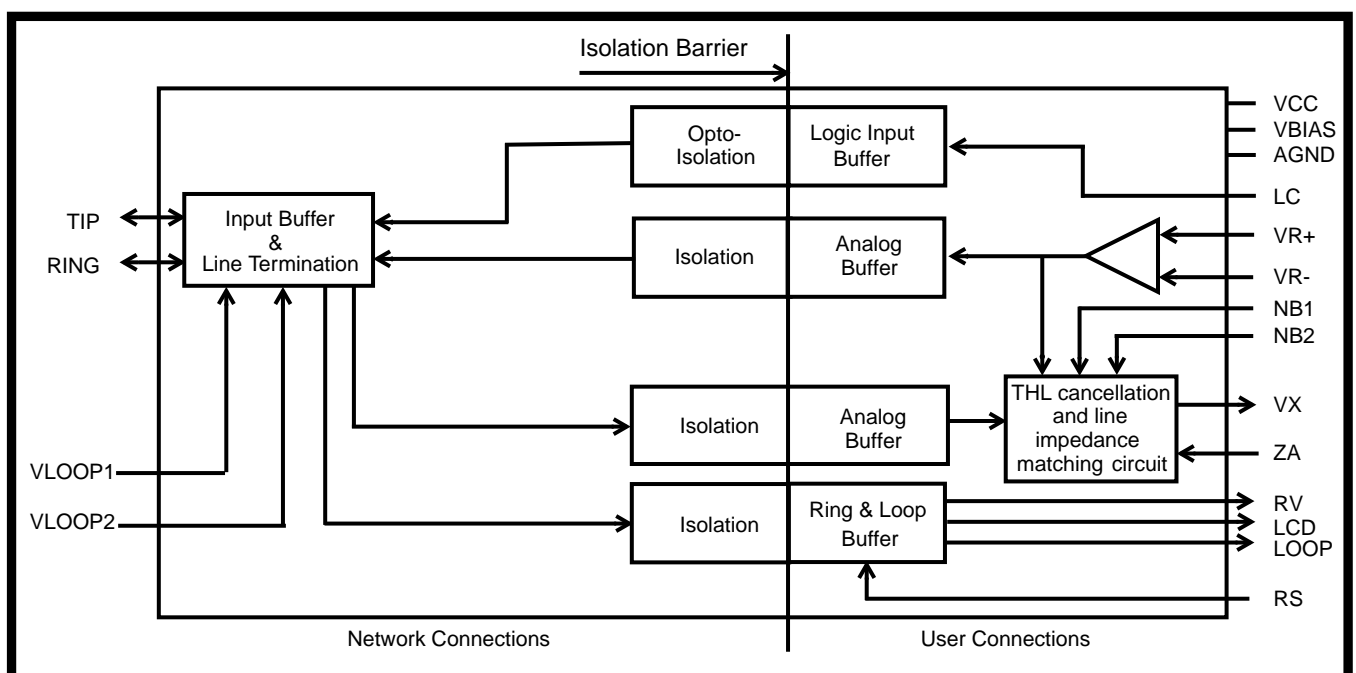 Isolation Barrier
VCC
VBIAS
AGND
LC
VR+
VR-
NB1
NB2
VX
ZA
RV
LCD
LOOP
RS
TIP
RING
VLOOP1
VLOOP2
Input Buffer
&
Line Termination
Opto-
Isolation
Logic Input
Buffer
Isolation
Analog
Buffer
Isolation
Analog
Buffer
THL cancellation
and line
impedance
matching circuit
Isolation
Ring & Loop
Buffer
Network Connections
User Connections